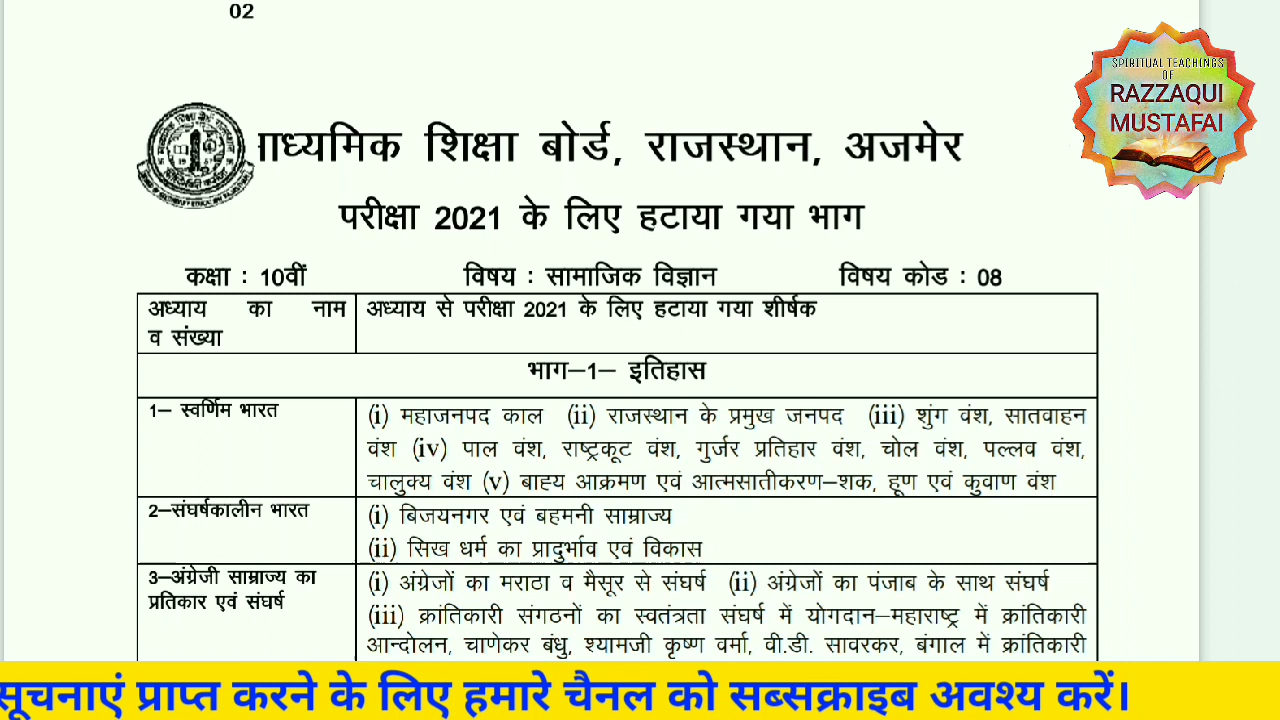 02
SPIRITUAL TEACHINGS
OF
RAZZAQUI
MUSTAFAI
माध्यमिक शिक्षा बोर्ड, राजस्थान, अजमेर
परीक्षा 2021 के लिए हटाया गया भाग
कक्षा : 10वीं विषय : सामाजिक विज्ञान विषय कोड : 08
अध्याय का नाम व संख्या
अध्याय से परीक्षा 2021 के लिए हटाया गया शीर्षक
भाग–1– इतिहास
1– स्वर्णिम भारत
(i) महाजनपद काल (ii) राजस्थान के प्रमुख जनपद (iii) शुंग वंश, सातवाहन
वंश (iv) पाल वंश, राष्ट्रकूट वंश, गुर्जर प्रतिहार वंश, चोल वंश, पल्लव वंश,
चालुक्य वंश (v) बाह्य आक्रमण एवं आत्मसातीकरण–शक, हूण एवं कुवाण वंश
2–संघर्षकालीन भारत
(i) बिजयनगर एवं बहमनी साम्राज्य
(ii) सिख धर्म का प्रादुर्भाव एवं विकास
3–अंग्रेजी साम्राज्य का
प्रतिकार एवं संघर्ष
(i) अंग्रेजों का मराठा व मैसूर से संघर्ष (ii) अंग्रेजों का पंजाब के साथ संघर्ष
(iii) क्रांतिकारी संगठनों का स्वतंत्रता संघर्ष में योगदान–महाराष्ट्र में क्रांतिकारी
आन्दोलन, चाणेकर बंधु, श्यामजी कृष्ण वर्मा, वी.डी. सावरकर, बंगाल में क्रांतिकारी
सूचनाएं प्राप्त करने के लिए हमारे चैनल को सब्सक्राइब अवश्य करें।